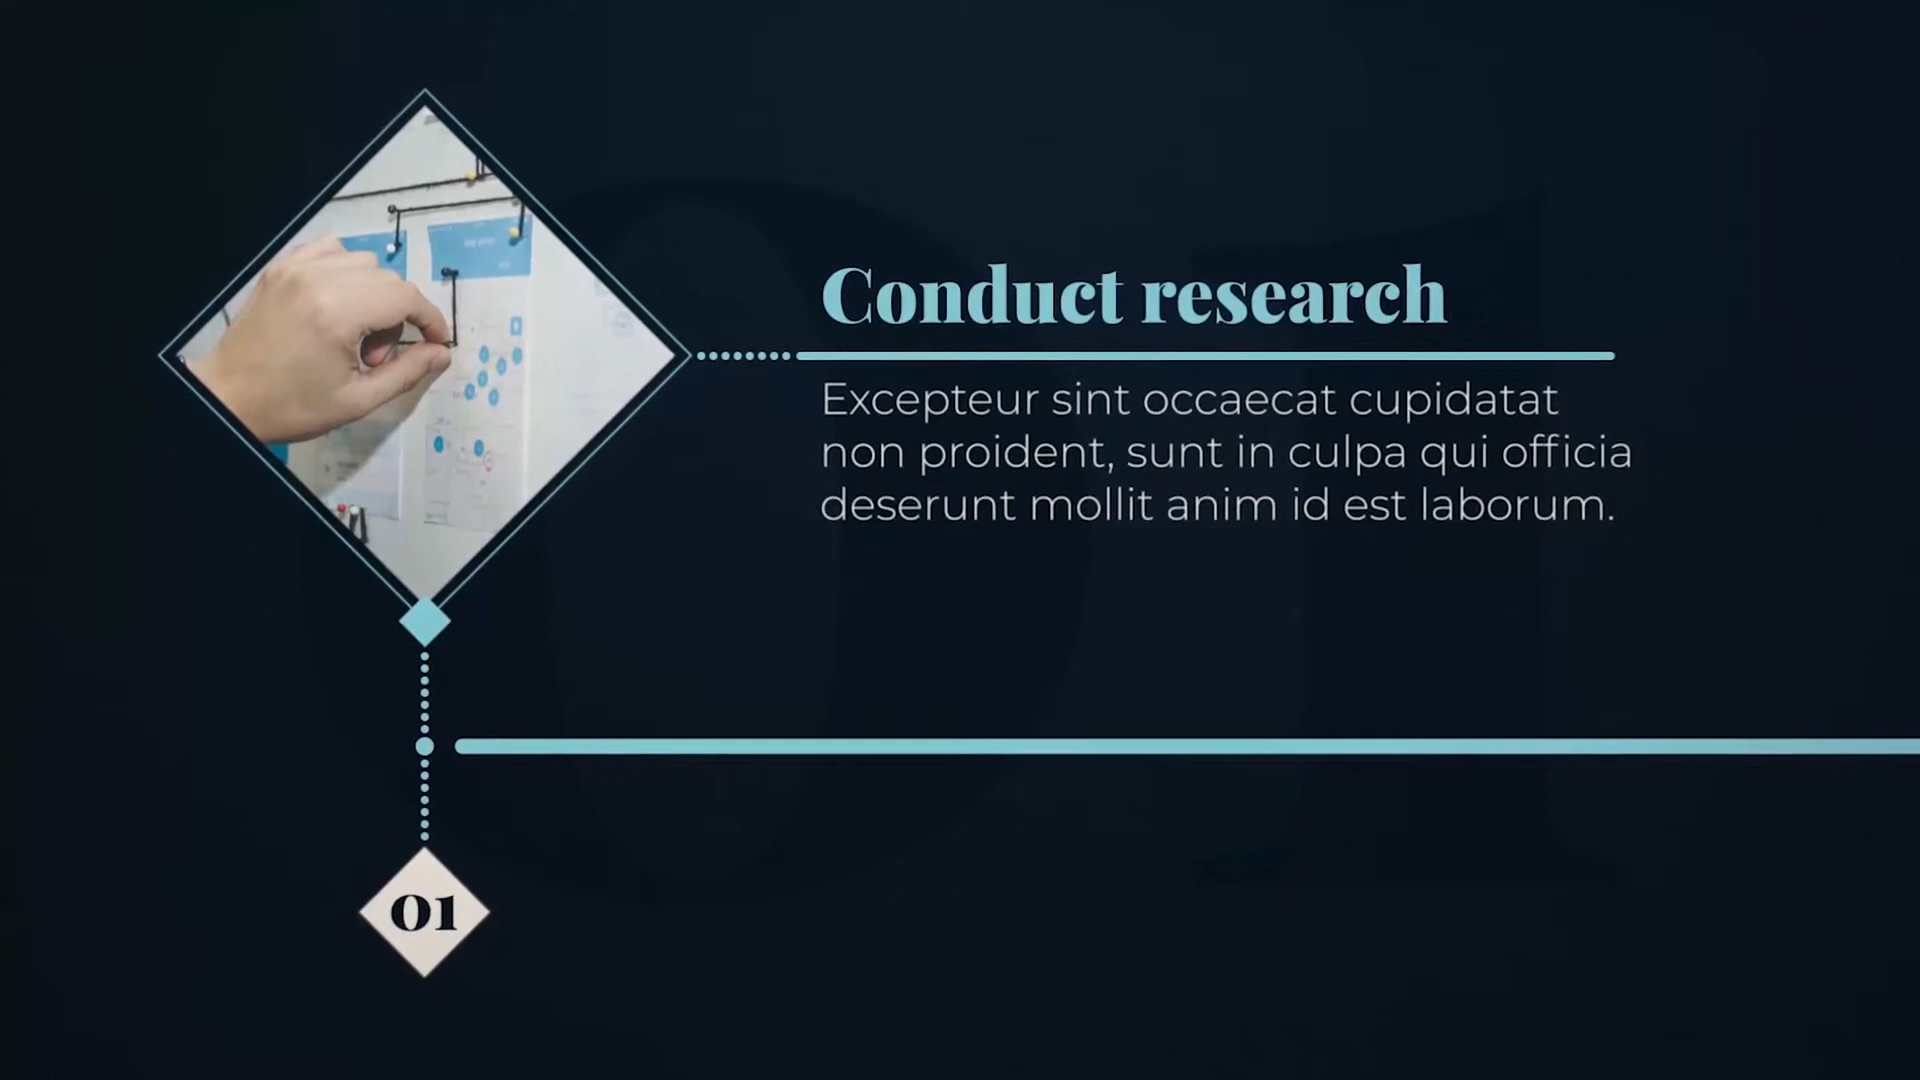 Conduct research
Excepteur sint occaecat cupidatat
non proident, sunt in culpa qui officia
deserunt mollit anim id est laborum.
01
01